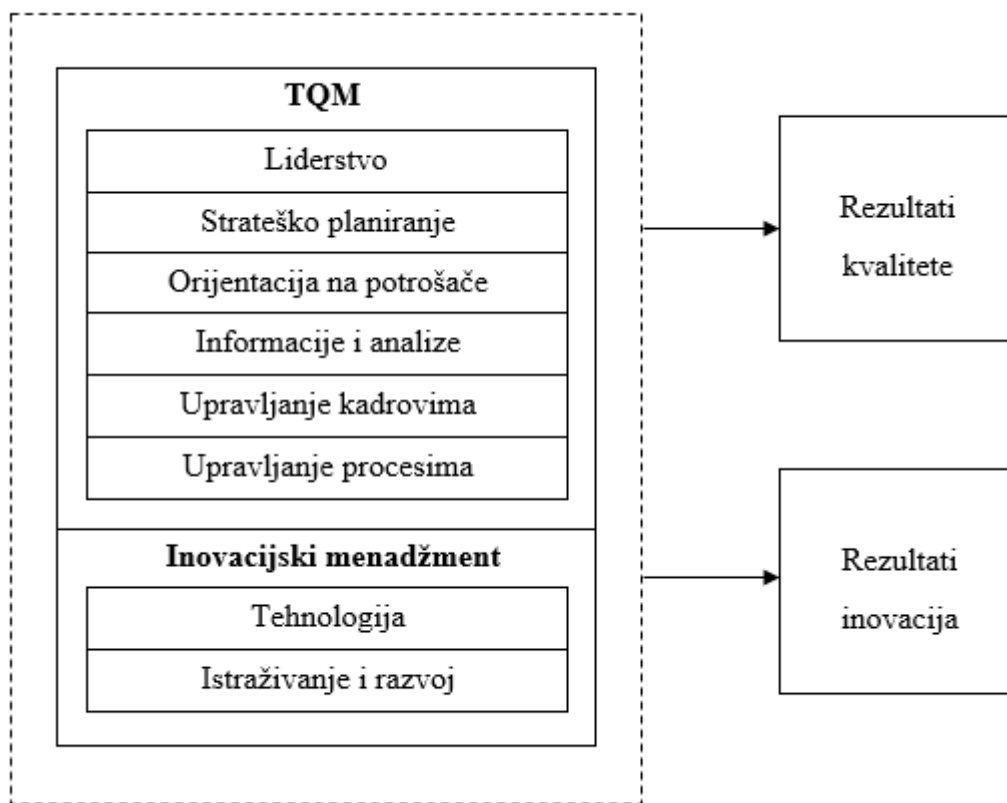 TQM
Liderstvo
Strateško planiranje
Orijentacija na potrošače
Informacije i analize
Upravljanje kadrovima
Upravljanje procesima
Inovacijski menadžment
Tehnologija
Istraživanje i razvoj
Rezultati
kvalitete
Rezultati
inovacija